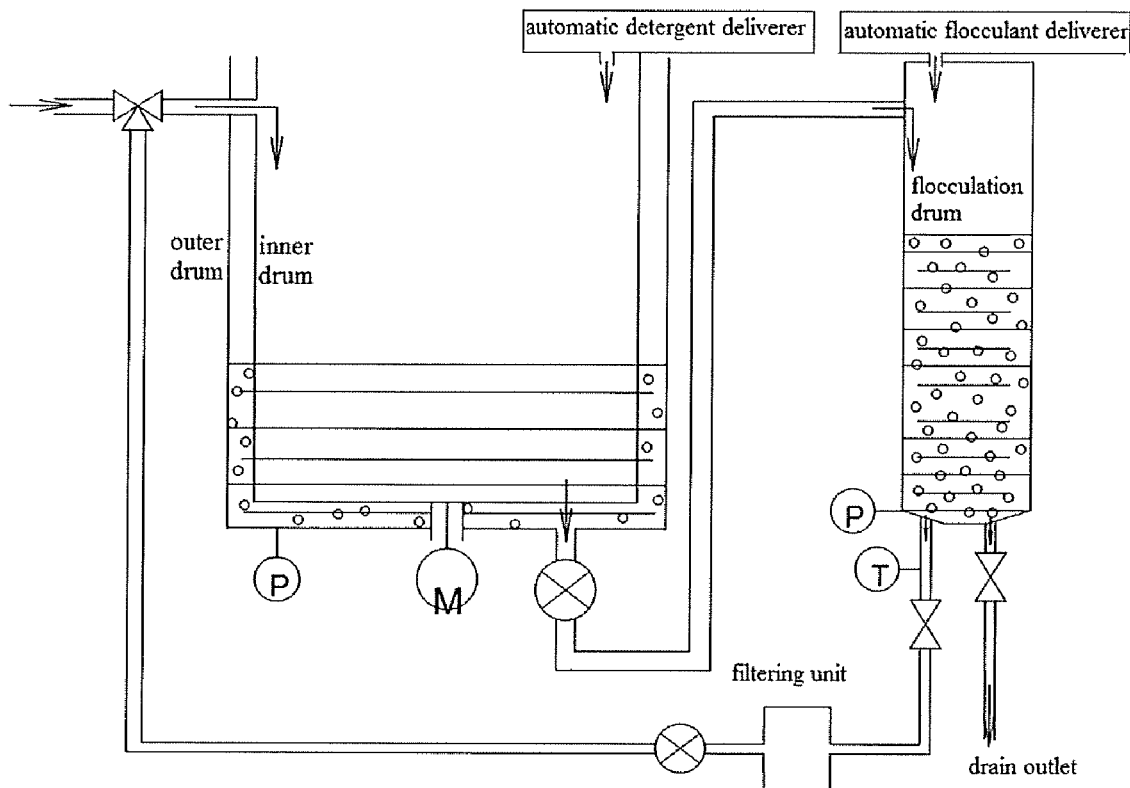 automatic detergent deliverer
automatic flocculant deliverer
flocculation
drum
outer
drum
inner
drum
P
P
M
T
filtering unit
drain outlet